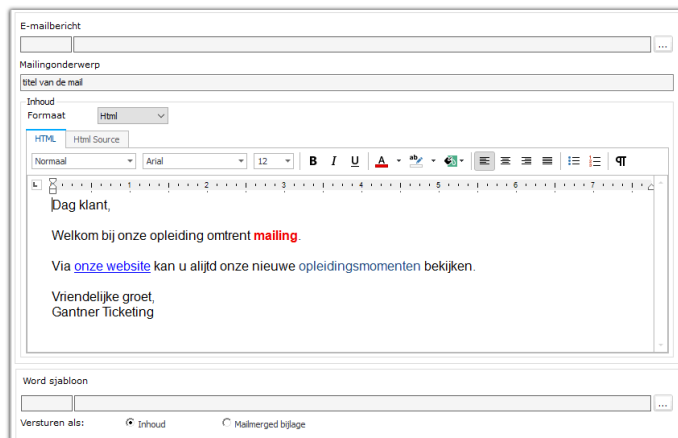 E-mailbericht
...
Mailingonderwerp
titel van de mail
Inhoud
Formaat Html
HTML Html Source
Normaal Arial 12 B I U A ab ¶
L 1 2 3 4 5 6 7
Dag klant,
Welkom bij onze opleiding omtrent mailing.
Via onze website kan u alijtd onze nieuwe opleidingsmomenten bekijken.
Vriendelijke groet,
Gantner Ticketing
Word sjabloon
...
Versturen als: Inhoud Mailmerged bijlage